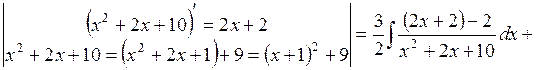 | (x² + 2x + 10)′ = 2x + 2
x² + 2x + 10 = (x² + 2x + 1) + 9 = (x + 1)² + 9 | = 3/2 ∫ ((2x + 2) − 2)/(x² + 2x + 10) dx +